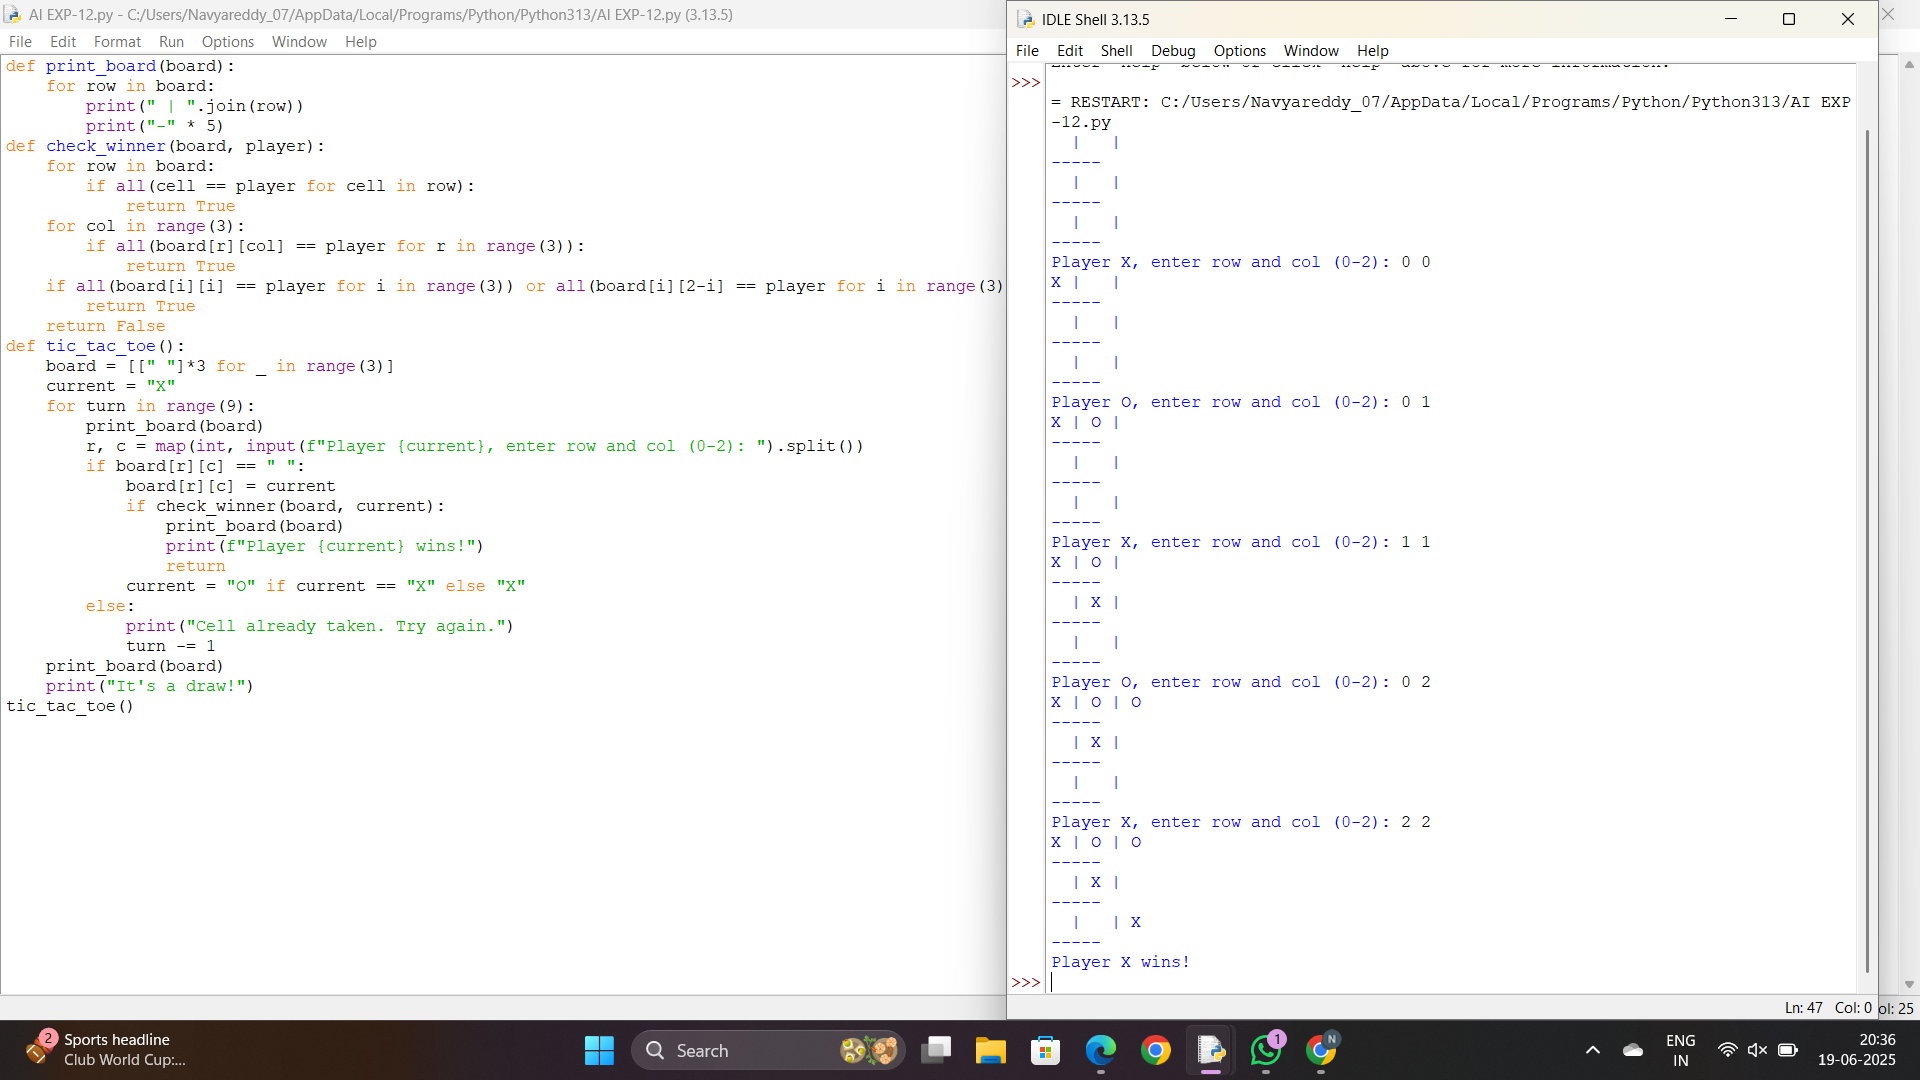 AI EXP-12.py - C:/Users/Navyareddy_07/AppData/Local/Programs/Python/Python313/AI EXP-12.py (3.13.5)
File Edit Format Run Options Window Help
def print_board(board):
    for row in board:
        print(" | ".join(row))
        print("-" * 5)
def check_winner(board, player):
    for row in board:
        if all(cell == player for cell in row):
            return True
    for col in range(3):
        if all(board[r][col] == player for r in range(3)):
            return True
    if all(board[i][i] == player for i in range(3)) or all(board[i][2-i] == player for i in range(3)
        return True
    return False
def tic_tac_toe():
    board = [[" "]*3 for _ in range(3)]
    current = "X"
    for turn in range(9):
        print_board(board)
        r, c = map(int, input(f"Player {current}, enter row and col (0-2): ").split())
        if board[r][c] == " ":
            board[r][c] = current
            if check_winner(board, current):
                print_board(board)
                print(f"Player {current} wins!")
                return
            current = "O" if current == "X" else "X"
        else:
            print("Cell already taken. Try again.")
            turn -= 1
    print_board(board)
    print("It's a draw!")
tic_tac_toe()
IDLE Shell 3.13.5
File Edit Shell Debug Options Window Help
Enter "help" below or click "help" above for more information.
>>>
= RESTART: C:/Users/Navyareddy_07/AppData/Local/Programs/Python/Python313/AI EXP
-12.py
  |   |
-----
  |   |
-----
  |   |
-----
Player X, enter row and col (0-2): 0 0
X |   |
-----
  |   |
-----
  |   |
-----
Player O, enter row and col (0-2): 0 1
X | O |
-----
  |   |
-----
  |   |
-----
Player X, enter row and col (0-2): 1 1
X | O |
-----
  | X |
-----
  |   |
-----
Player O, enter row and col (0-2): 0 2
X | O | O
-----
  | X |
-----
  |   |
-----
Player X, enter row and col (0-2): 2 2
X | O | O
-----
  | X |
-----
  |   | X
-----
Player X wins!
>>>
Ln: 47 Col: 0
ol: 25
2
Sports headline
Club World Cup:...
Search
1
N
ENG
IN
20:36
19-06-2025